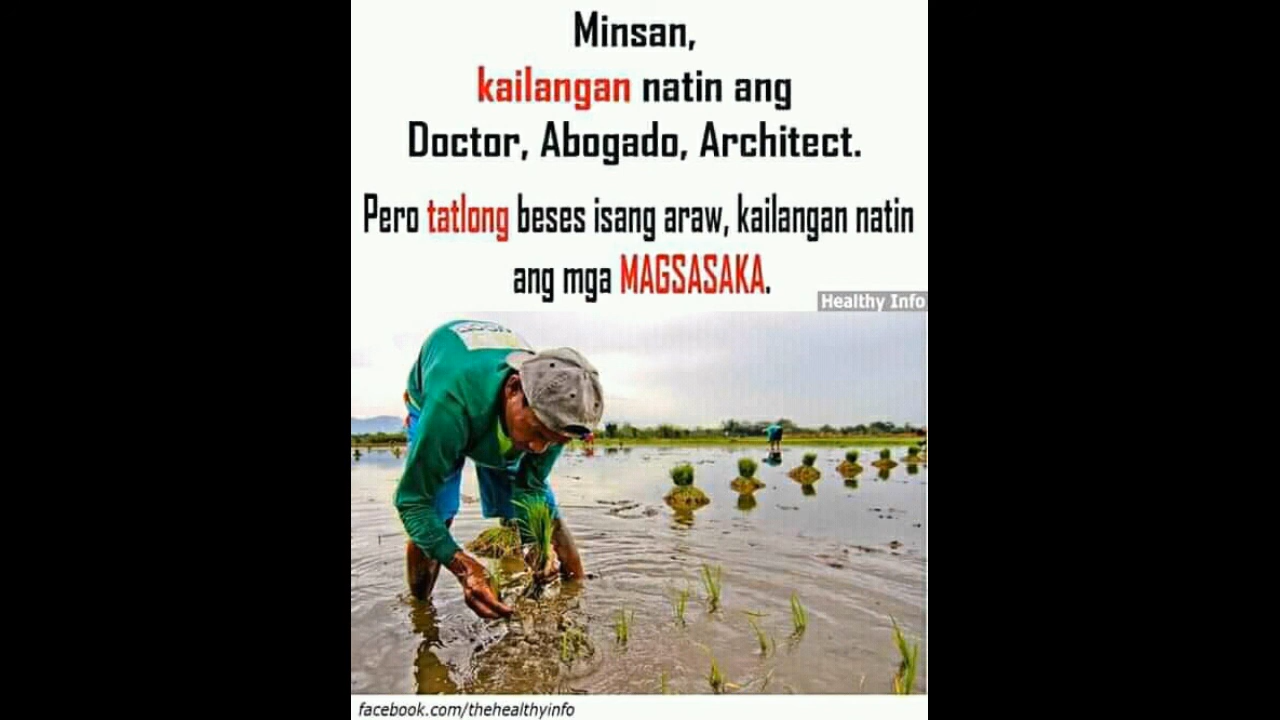 Minsan,
kailangan natin ang
Doctor, Abogado, Architect.
Pero tatlong beses isang araw, kailangan natin
ang mga MAGSASAKA.
Healthy Info
facebook.com/thehealthyinfo